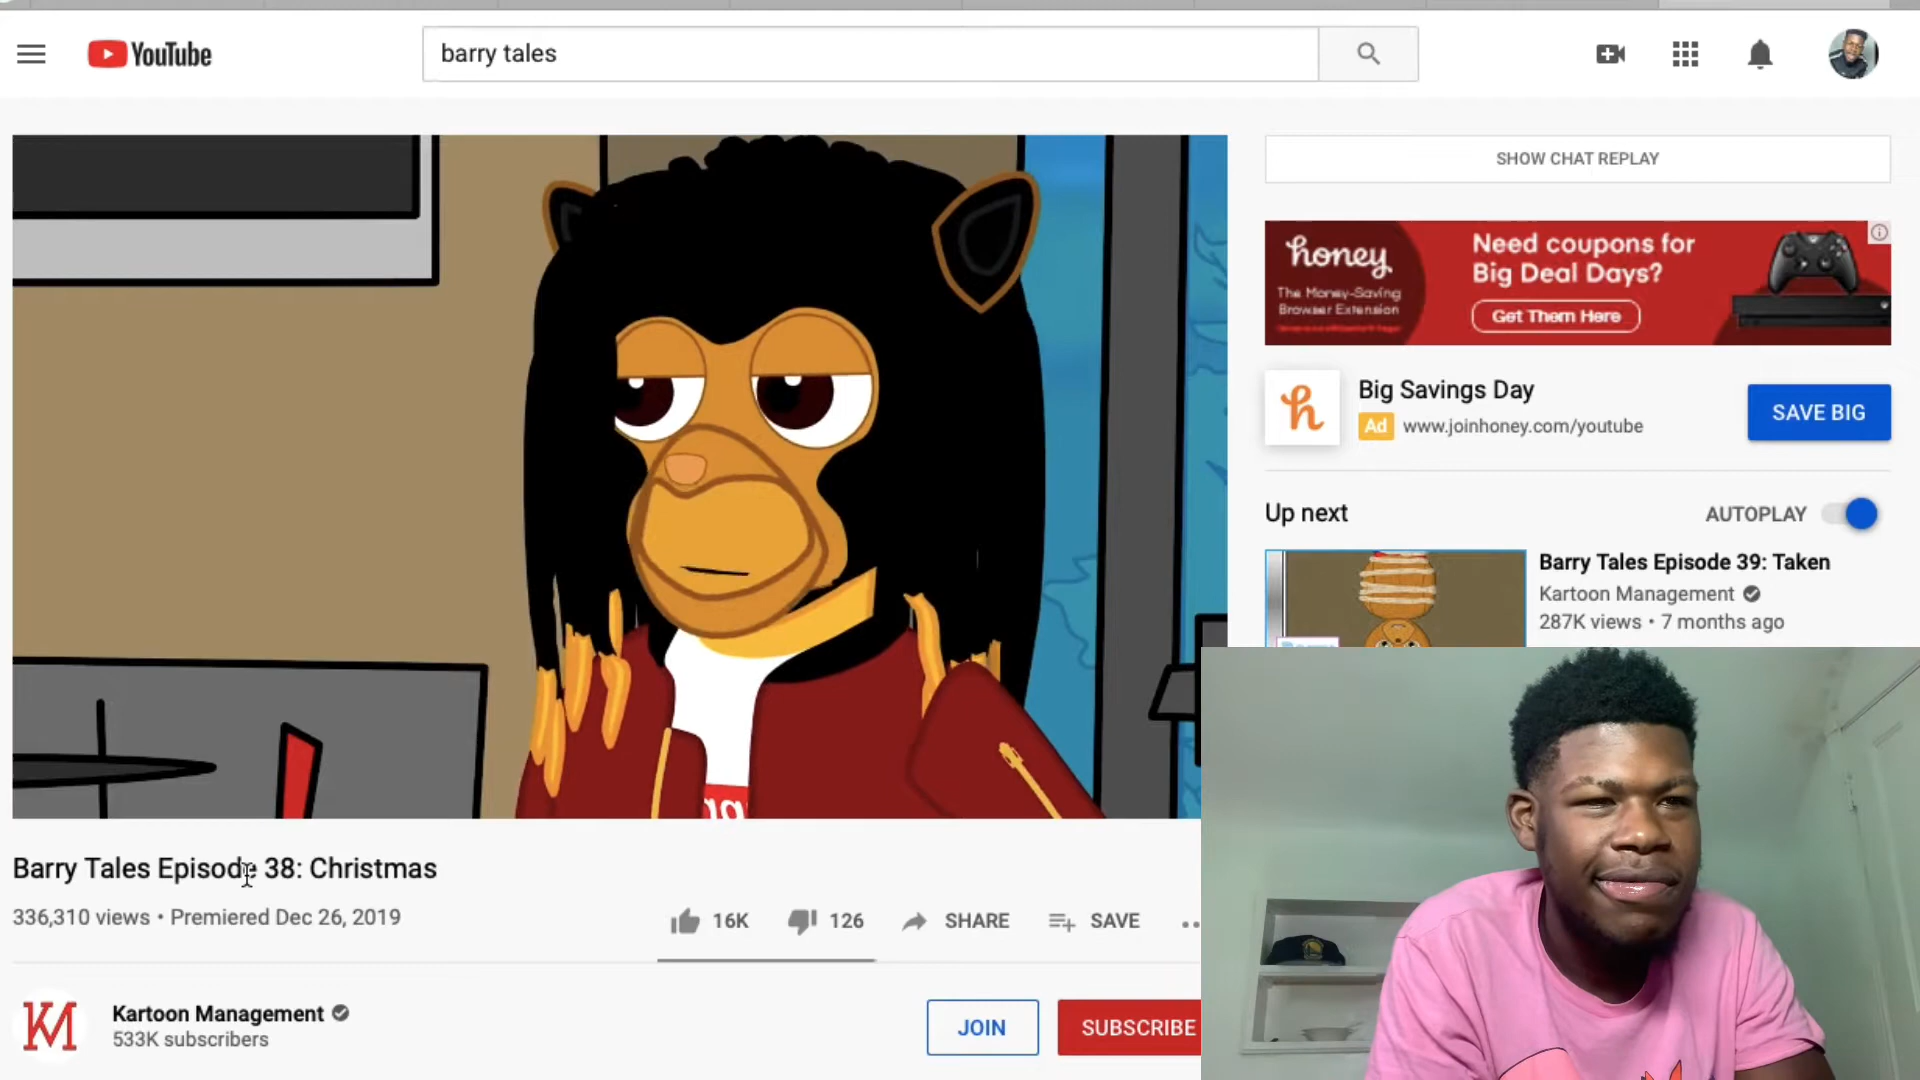 YouTube
barry tales
SHOW CHAT REPLAY
honey
The Money-Saving
Browser Extension
Need coupons for
Big Deal Days?
Get Them Here
Big Savings Day
Ad www.joinhoney.com/youtube
SAVE BIG
Up next
AUTOPLAY
Barry Tales Episode 39: Taken
Kartoon Management
287K views • 7 months ago
Barry Tales Episode 38: Christmas
336,310 views • Premiered Dec 26, 2019
16K
126
SHARE
SAVE
KM
Kartoon Management
533K subscribers
JOIN
SUBSCRIBE